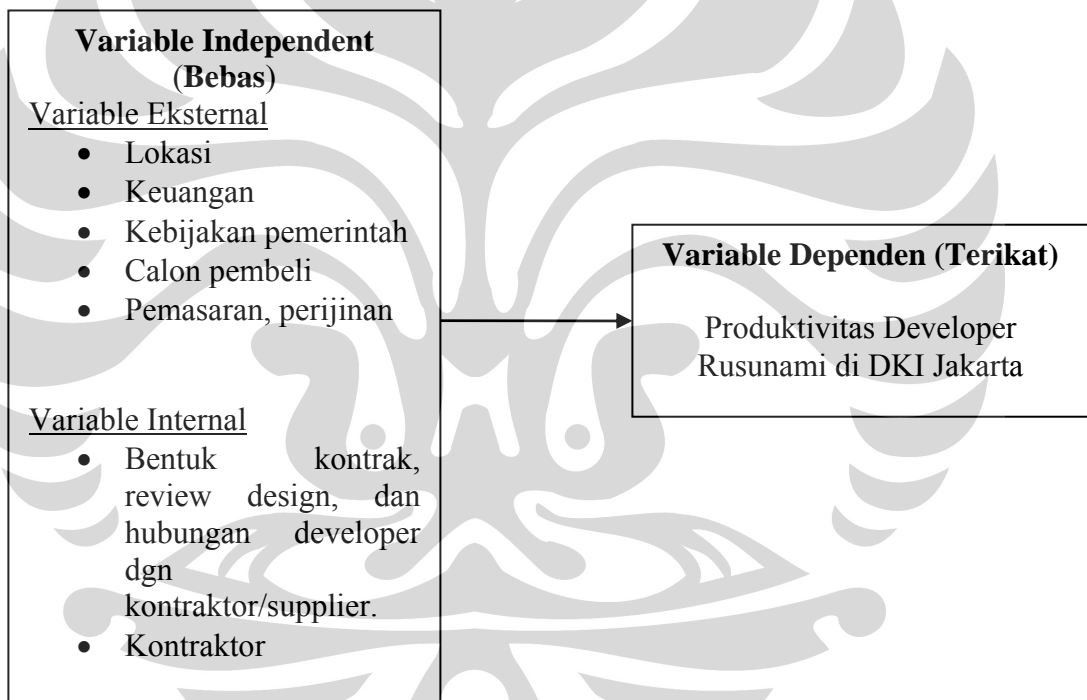 Variable Independent
(Bebas)
Variable Eksternal
• Lokasi
• Keuangan
• Kebijakan pemerintah
• Calon pembeli
• Pemasaran, perijinan
Variable Internal
• Bentuk kontrak,
review design, dan
hubungan developer
dgn
kontraktor/supplier.
• Kontraktor
Variable Dependen (Terikat)
Produktivitas Developer
Rusunami di DKI Jakarta